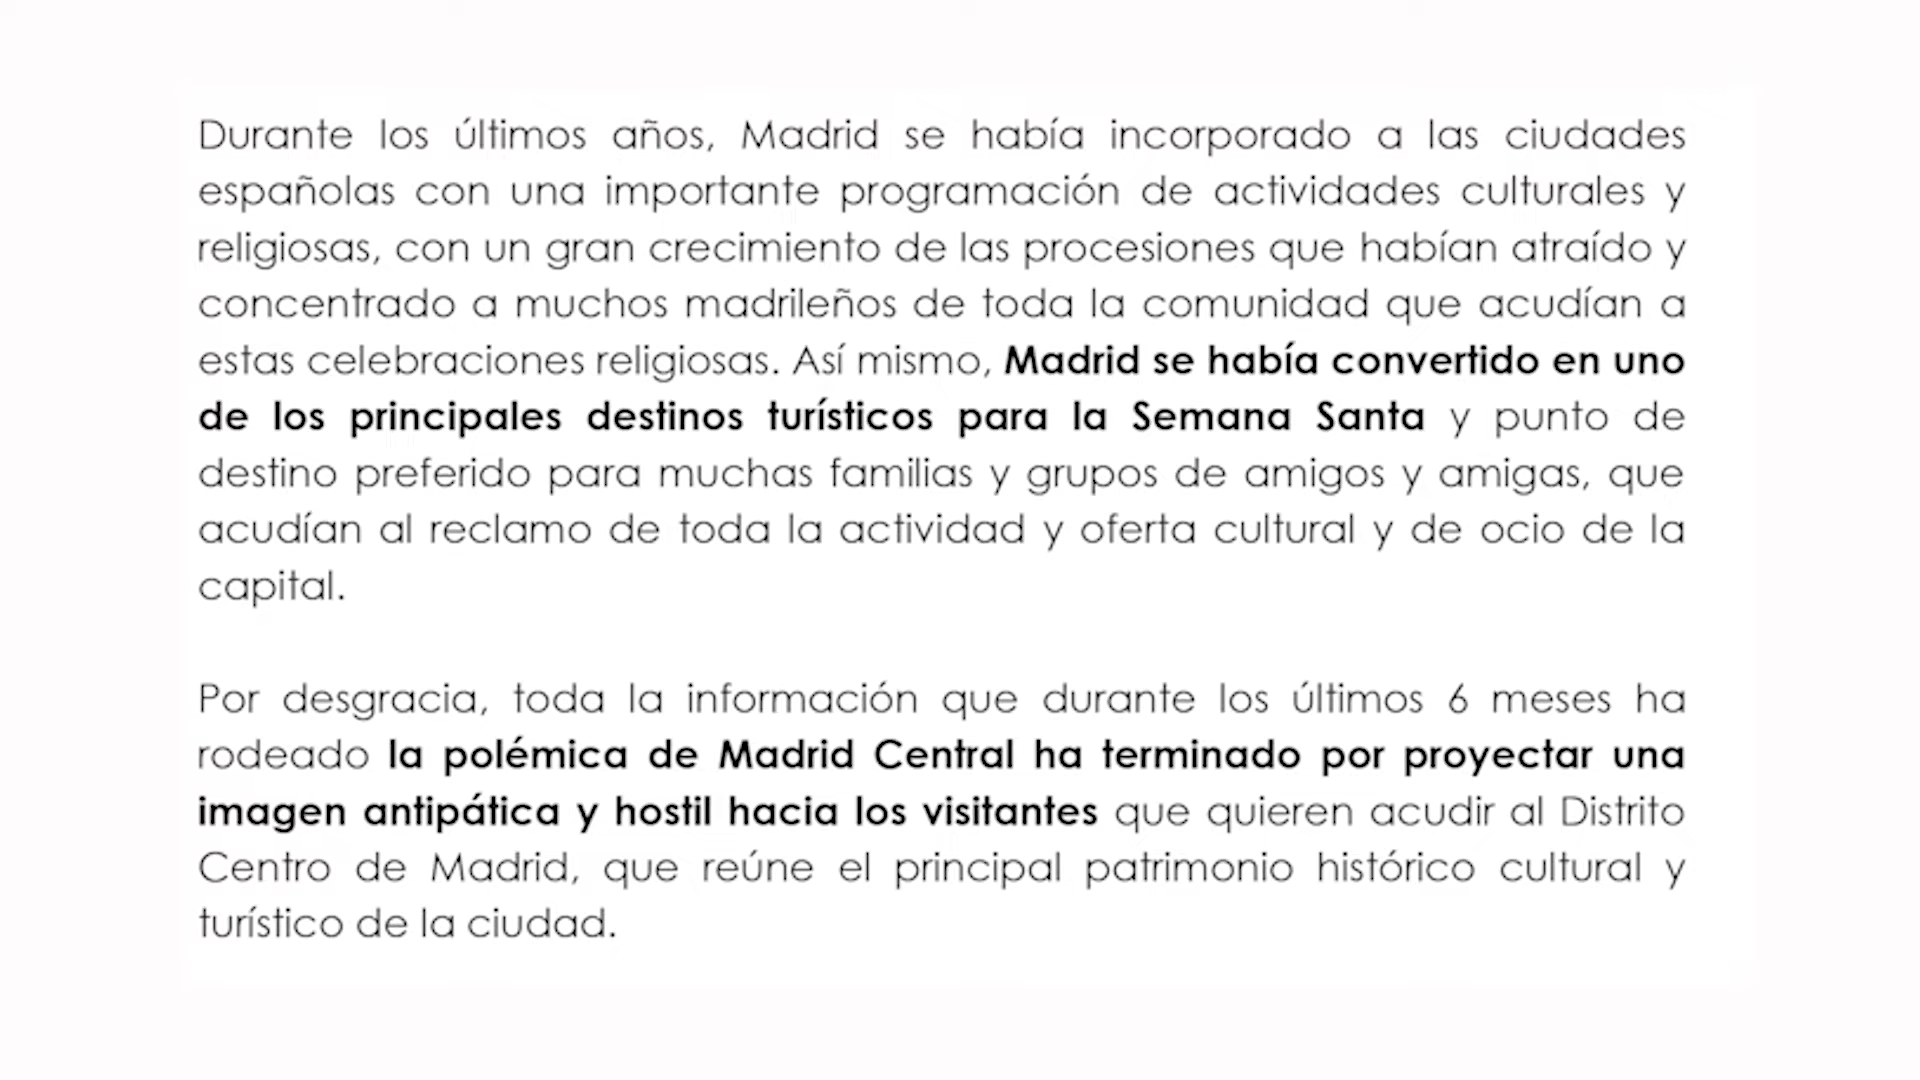 Durante los últimos años, Madrid se había incorporado a las ciudades
españolas con una importante programación de actividades culturales y
religiosas, con un gran crecimiento de las procesiones que habían atraído y
concentrado a muchos madrileños de toda la comunidad que acudían a
estas celebraciones religiosas. Así mismo, Madrid se había convertido en uno
de los principales destinos turísticos para la Semana Santa y punto de
destino preferido para muchas familias y grupos de amigos y amigas, que
acudían al reclamo de toda la actividad y oferta cultural y de ocio de la
capital.
Por desgracia, toda la información que durante los últimos 6 meses ha
rodeado la polémica de Madrid Central ha terminado por proyectar una
imagen antipática y hostil hacia los visitantes que quieren acudir al Distrito
Centro de Madrid, que reúne el principal patrimonio histórico cultural y
turístico de la ciudad.